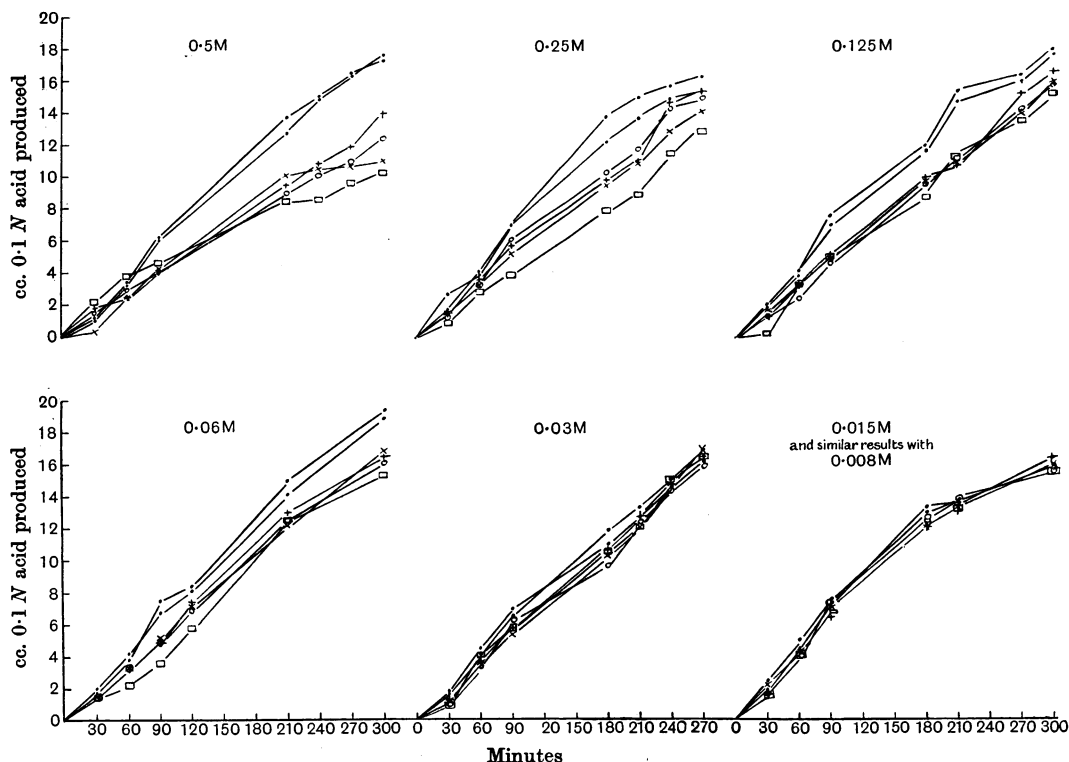 20
18
16
14
12
10
8
6
4
2
0
cc. 0·1 N acid produced
0·5M
0·25M
0·125M
20
18
16
14
12
10
8
6
4
2
0
cc. 0·1 N acid produced
0·06M
0·03M
0·015M
and similar results with
0·008M
30 60 90 120 150 180 210 240 270 300
0 30 60 90 120 150 180 210 240 270
0 30 60 90 120 150 180 210 240 270 300
Minutes